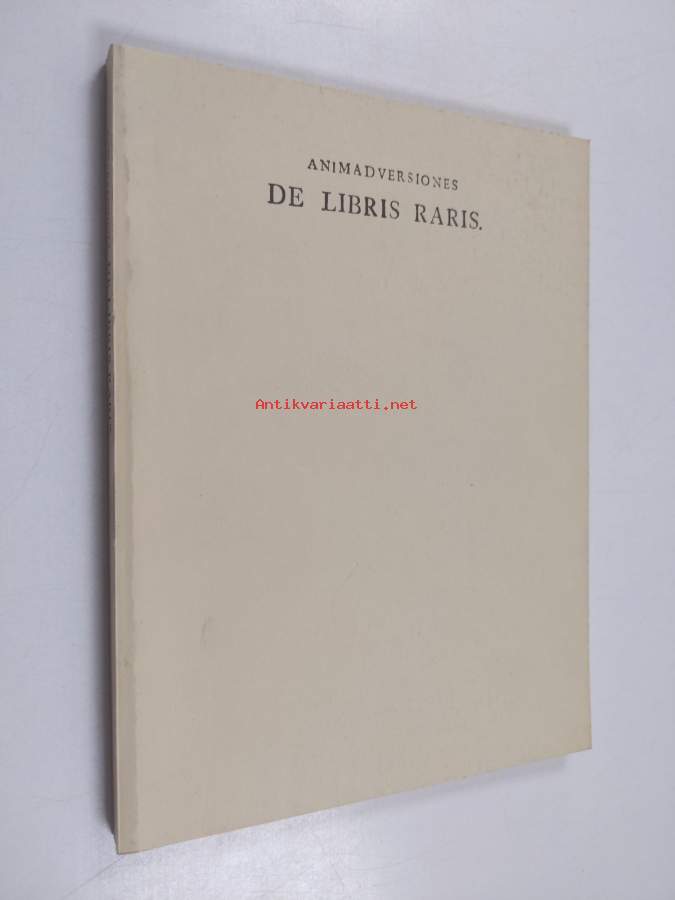 ANIMADVERSIONES
DE LIBRIS RARIS.
Antikvariaatti.net